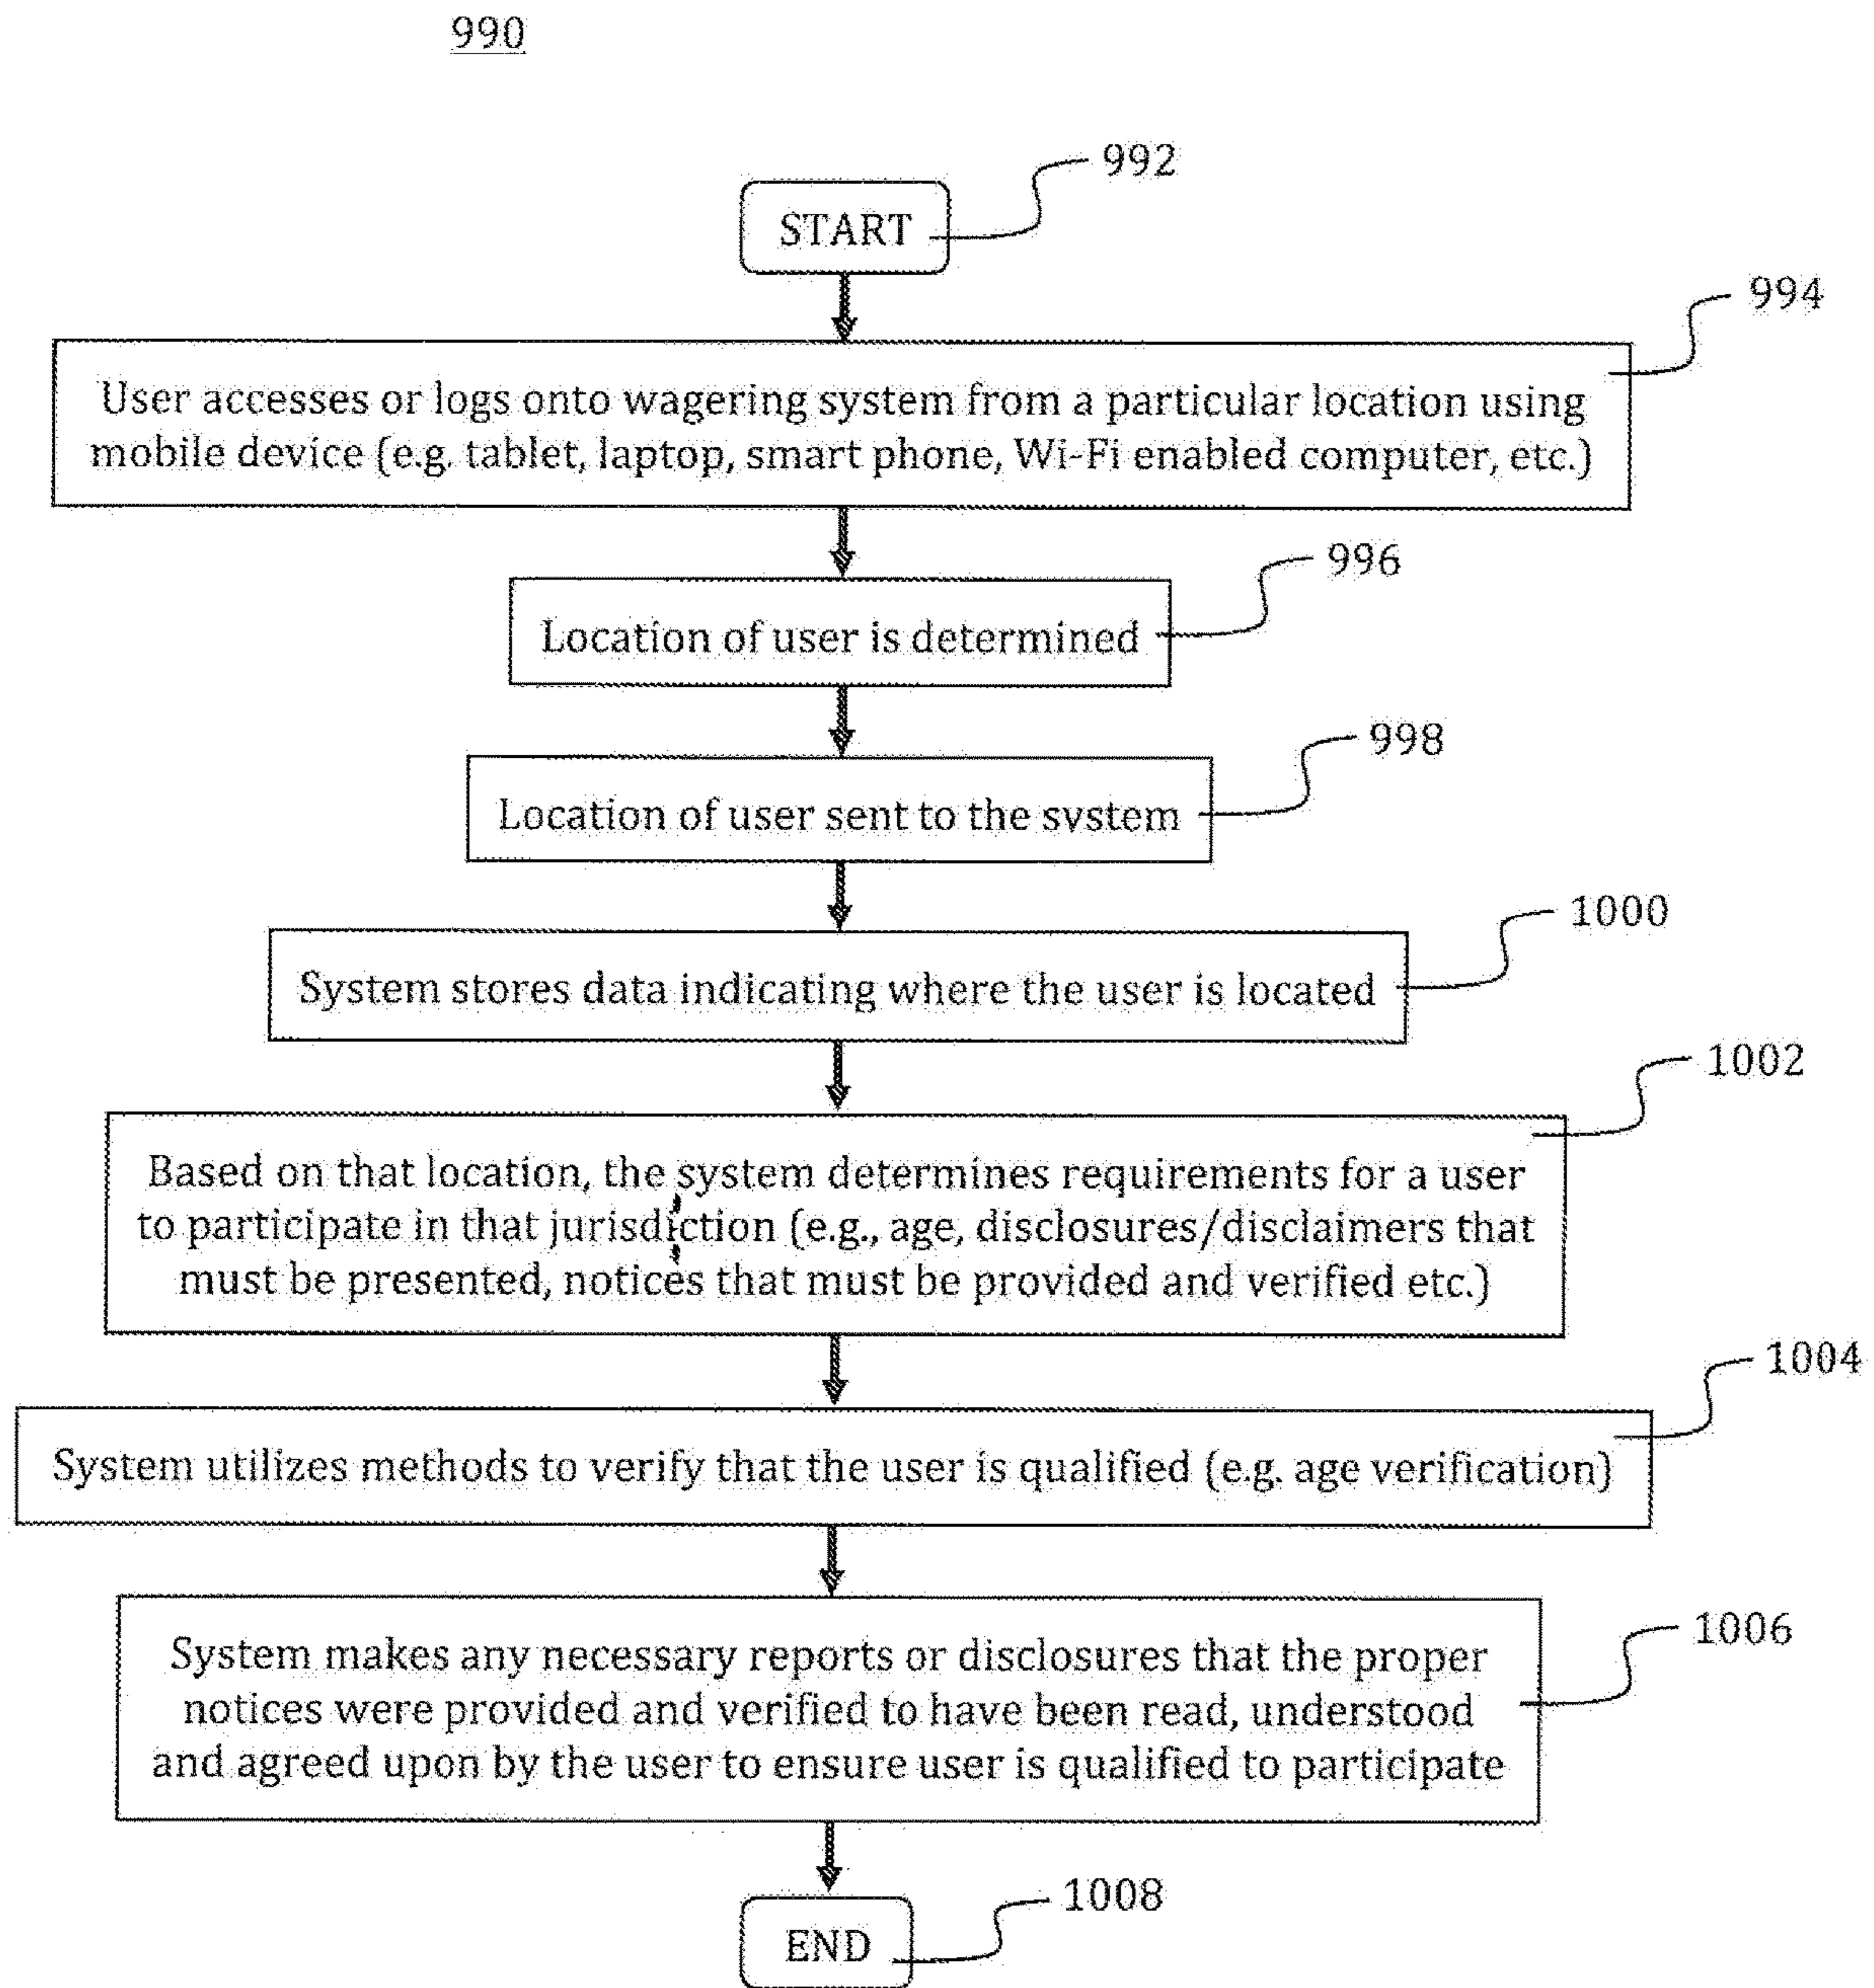 990
992
START
994
User accesses or logs onto wagering system from a particular location using
mobile device (e.g. tablet, laptop, smart phone, Wi-Fi enabled computer, etc.)
996
Location of user is determined
998
Location of user sent to the system
1000
System stores data indicating where the user is located
1002
Based on that location, the system determines requirements for a user
to participate in that jurisdiction (e.g., age, disclosures/disclaimers that
must be presented, notices that must be provided and verified etc.)
1004
System utilizes methods to verify that the user is qualified (e.g. age verification)
1006
System makes any necessary reports or disclosures that the proper
notices were provided and verified to have been read, understood
and agreed upon by the user to ensure user is qualified to participate
1008
END